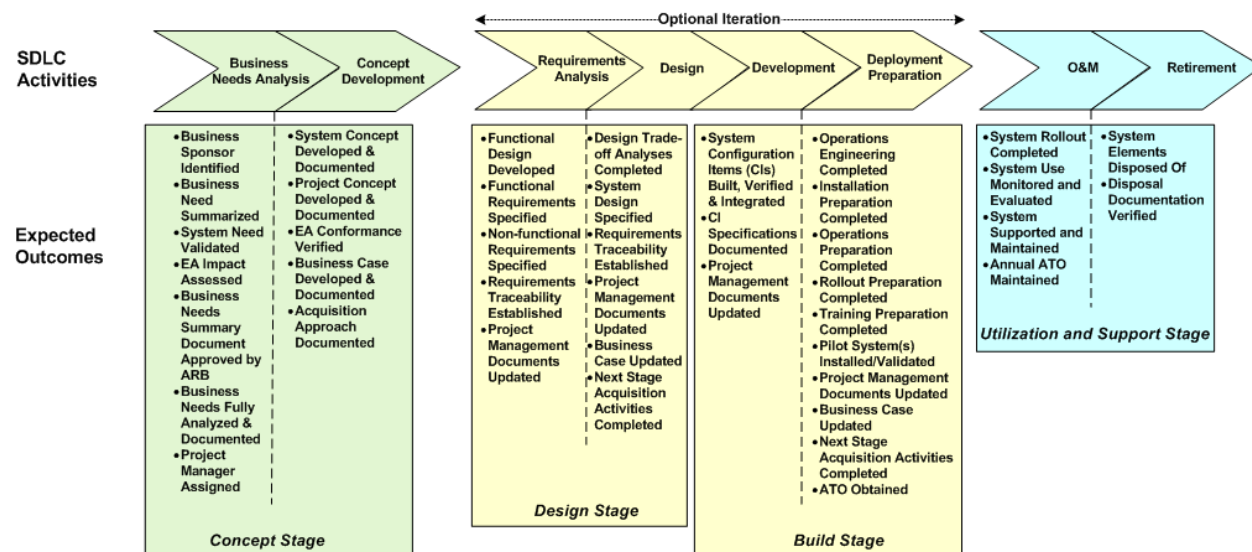 Optional Iteration
SDLC
Activities
Business
Needs Analysis
Concept
Development
Requirements
Analysis
Design
Development
Deployment
Preparation
O&M
Retirement
Expected
Outcomes
•Business
Sponsor
Identified
•Business
Need
Summarized
•System Need
Validated
•EA Impact
Assessed
•Business
Needs
Summary
Document
Approved by
ARB
•Business
Needs Fully
Analyzed &
Documented
•Project
Manager
Assigned
•System Concept
Developed &
Documented
•Project Concept
Developed &
Documented
•EA Conformance
Verified
•Business Case
Developed &
Documented
•Acquisition
Approach
Documented
Concept Stage
•Functional
Design
Developed
•Functional
Requirements
Specified
•Non-functional
Requirements
Specified
•Requirements
Traceability
Established
•Project
Management
Documents
Updated
•Design Trade-
off Analyses
Completed
•System
Design
Specified
•Requirements
Traceability
Established
•Project
Management
Documents
Updated
•Business
Case Updated
•Next Stage
Acquisition
Activities
Completed
Design Stage
•System
Configuration
Items (CIs)
Built, Verified
& Integrated
•CI
Specifications
Documented
•Project
Management
Documents
Updated
•Operations
Engineering
Completed
•Installation
Preparation
Completed
•Operations
Preparation
Completed
•Rollout Preparation
Completed
•Training Preparation
Completed
•Pilot System(s)
Installed/Validated
•Project Management
Documents Updated
•Business Case
Updated
•Next Stage
Acquisition Activities
Completed
•ATO Obtained
Build Stage
•System Rollout
Completed
•System Use
Monitored and
Evaluated
•System
Supported and
Maintained
•Annual ATO
Maintained
•System
Elements
Disposed Of
•Disposal
Documentation
Verified
Utilization and Support Stage